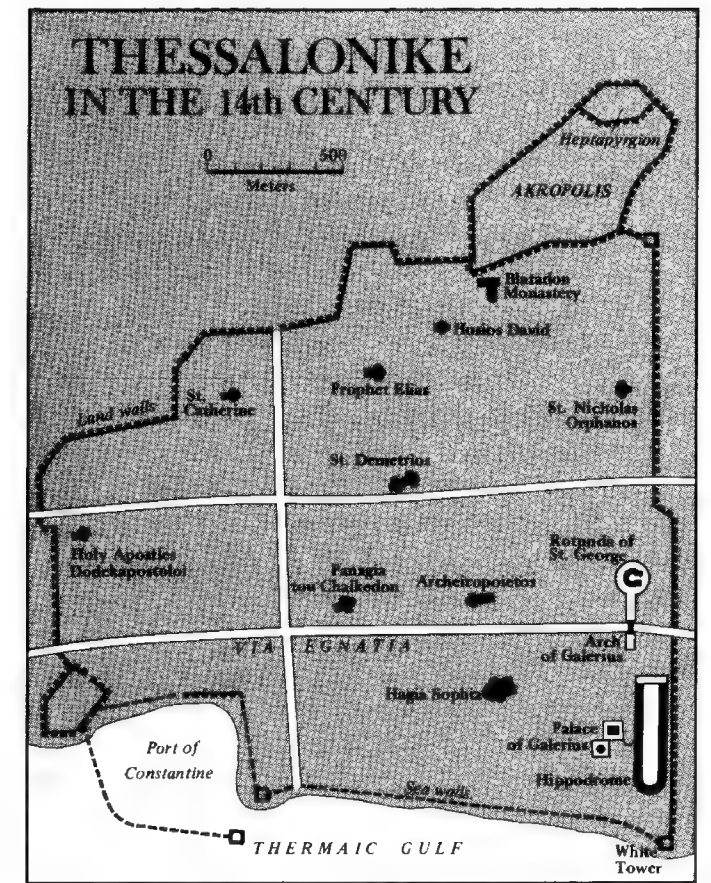 THESSALONIKE
IN THE 14th CENTURY
0 500
Meters
Heptapyrgion
AKROPOLIS
Blatadon
Monastery
Hosios David
Prophet Elias
St.
Catherine
St. Nicholas
Orphanos
Land walls
St. Demetrios
Rotunda of
St. George
Holy Apostles
Dodekapostoloi
Panagia
tou Chalkedon
Archeiropoietos
VIA EGNATIA
Arch
of Galerius
Hagia Sophia
Palace
of Galerius
Port of
Constantine
Hippodrome
Sea walls
THERMAIC GULF
White
Tower